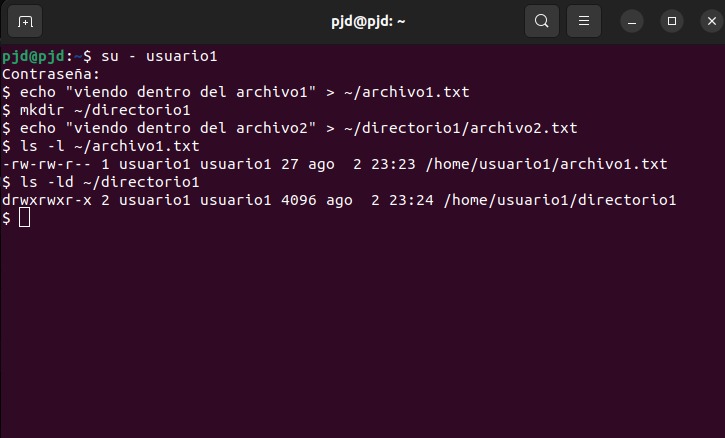 pjd@pjd: ~
pjd@pjd:~$ su - usuario1
Contraseña:
$ echo "viendo dentro del archivo1" > ~/archivo1.txt
$ mkdir ~/directorio1
$ echo "viendo dentro del archivo2" > ~/directorio1/archivo2.txt
$ ls -l ~/archivo1.txt
-rw-rw-r-- 1 usuario1 usuario1 27 ago  2 23:23 /home/usuario1/archivo1.txt
$ ls -ld ~/directorio1
drwxrwxr-x 2 usuario1 usuario1 4096 ago  2 23:24 /home/usuario1/directorio1
$